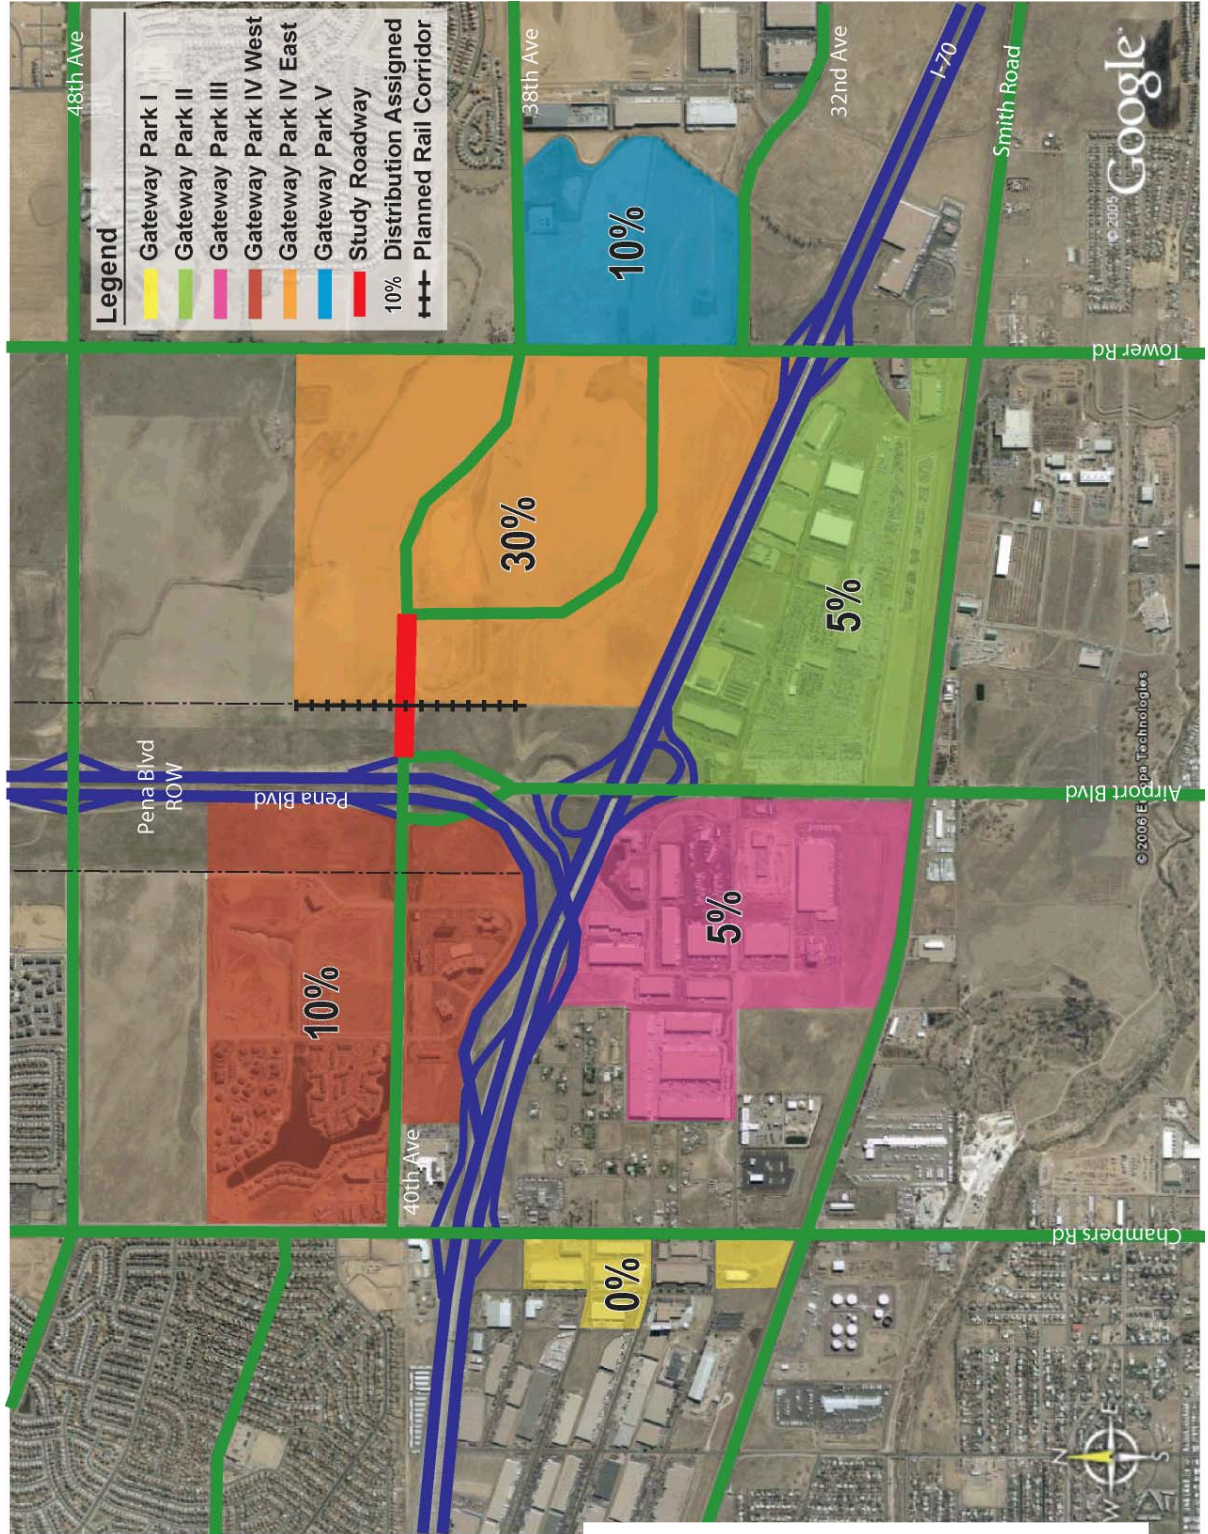 48th Ave
38th Ave
32nd Ave
I-70
Smith Road
©2005 Google™
Legend
Gateway Park I
Gateway Park II
Gateway Park III
Gateway Park IV West
Gateway Park IV East
Gateway Park V
Study Roadway
10% Distribution Assigned
Planned Rail Corridor
10%
Tower Rd
30%
5%
Pena Blvd
ROW
Pena Blvd
Airport Blvd
© 2006 Europa Technologies
10%
5%
40th Ave
Chambers Rd
0%
N
W
E
S